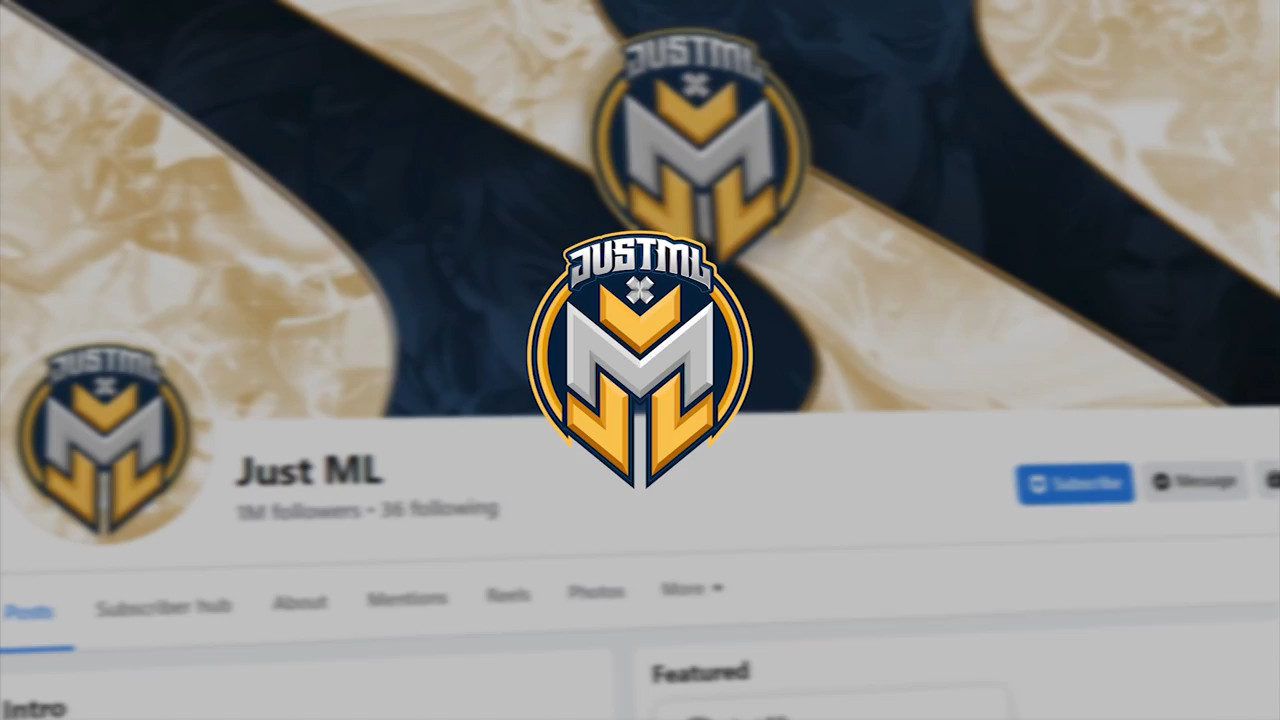 JUSTML
JUSTML
JUSTML
Just ML
1M followers • 36 following
Subscribe
Message
Posts
Subscriber hub
About
Mentions
Reels
Photos
More
Intro
Featured